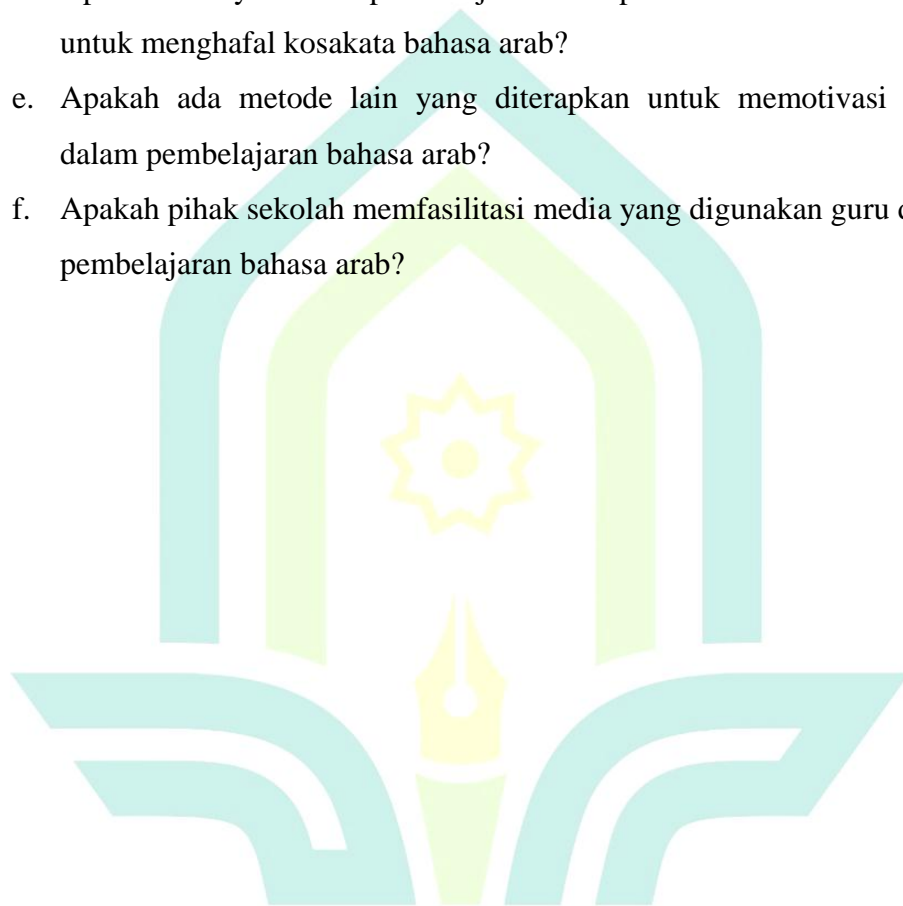 untuk menghafal kosakata bahasa arab?
e. Apakah ada metode lain yang diterapkan untuk memotivasi
dalam pembelajaran bahasa arab?
f. Apakah pihak sekolah memfasilitasi media yang digunakan guru
pembelajaran bahasa arab?